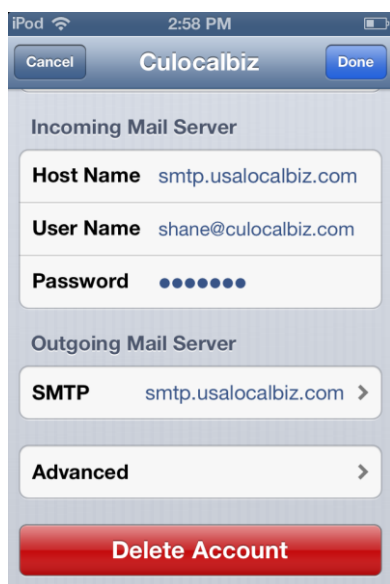 iPod 2:58 PM
Cancel Culocalbiz Done
Incoming Mail Server
Host Name smtp.usalocalbiz.com
User Name shane@culocalbiz.com
Password •••••••
Outgoing Mail Server
SMTP smtp.usalocalbiz.com
Advanced
Delete Account